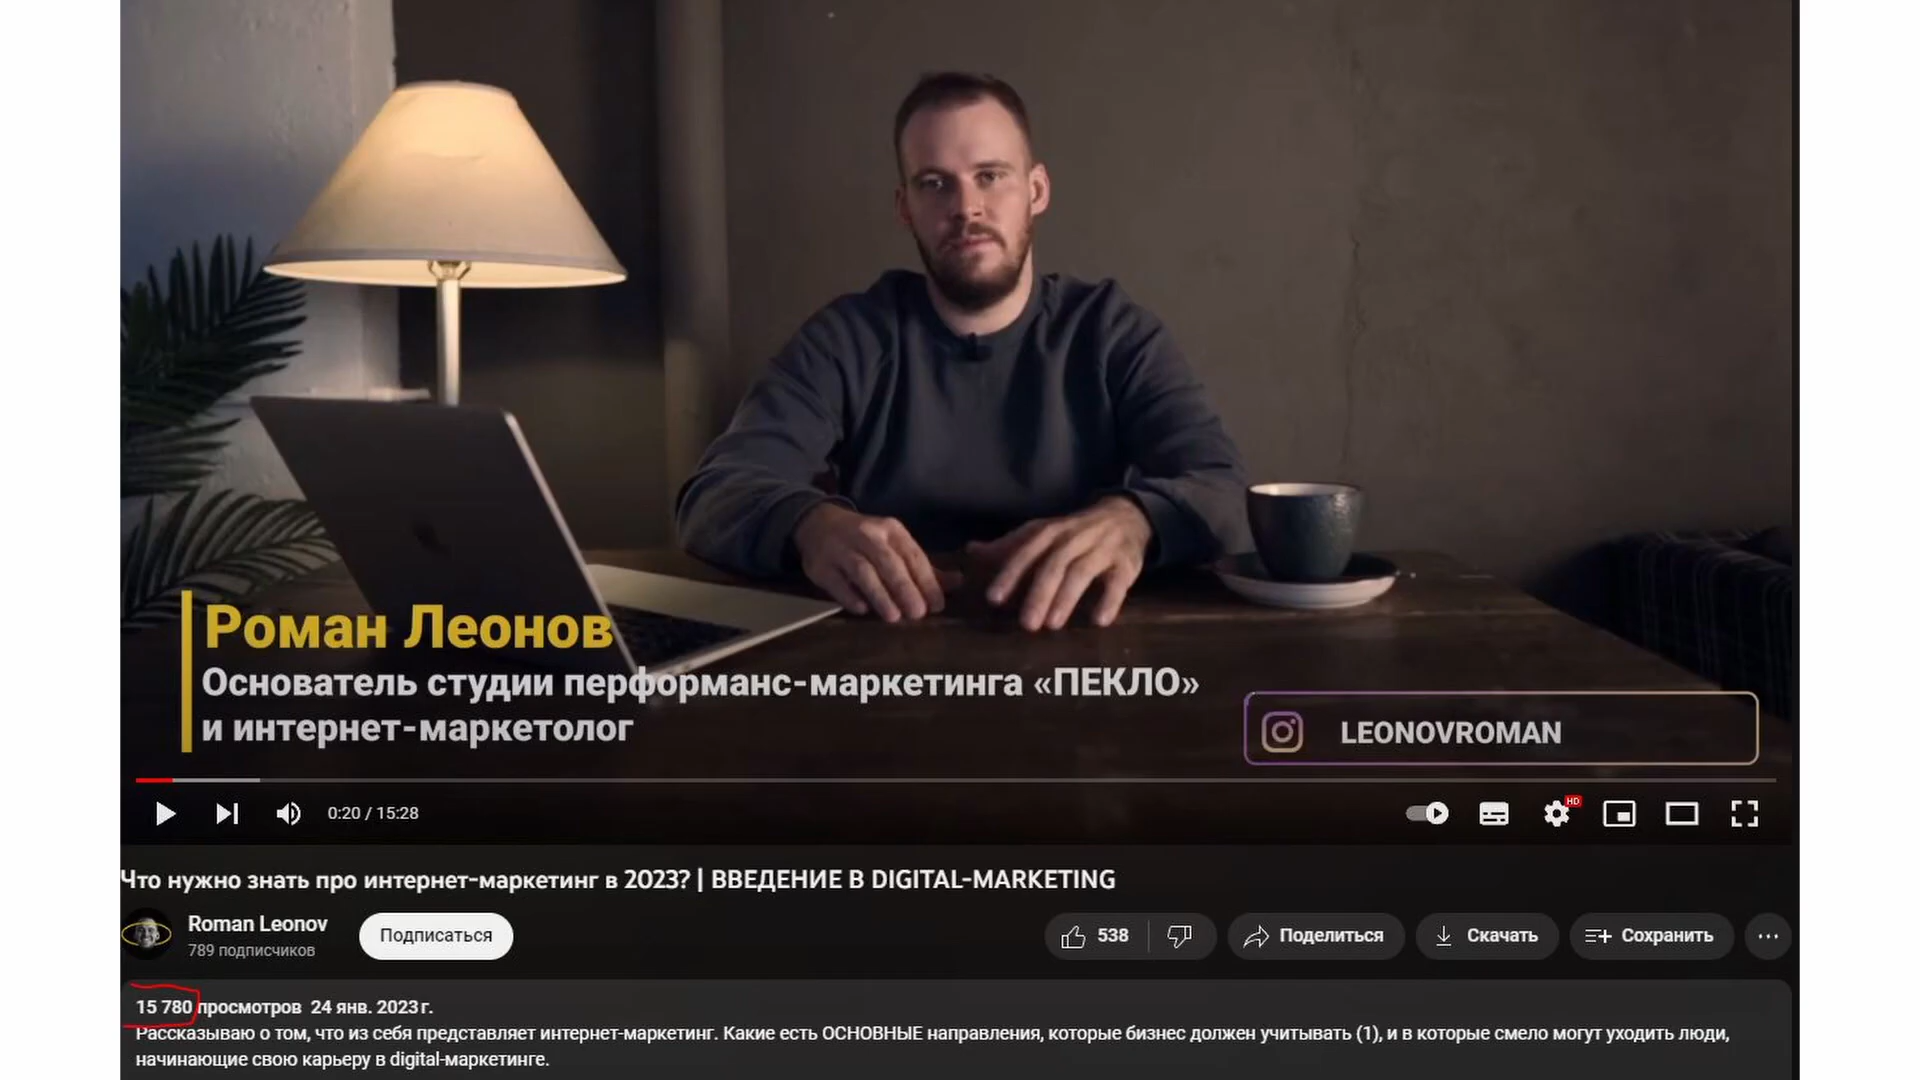 Роман Леонов
Основатель студии перформанс-маркетинга «ПЕКЛО»
и интернет-маркетолог
LEONOVROMAN
0:20 / 15:28
HD
Что нужно знать про интернет-маркетинг в 2023? | ВВЕДЕНИЕ В DIGITAL-MARKETING
Roman Leonov
789 подписчиков
Подписаться
538
Поделиться
Скачать
Сохранить
15 780 просмотров 24 янв. 2023 г.
Рассказываю о том, что из себя представляет интернет-маркетинг. Какие есть ОСНОВНЫЕ направления, которые бизнес должен учитывать (1), и в которые смело могут уходить люди,
начинающие свою карьеру в digital-маркетинге.